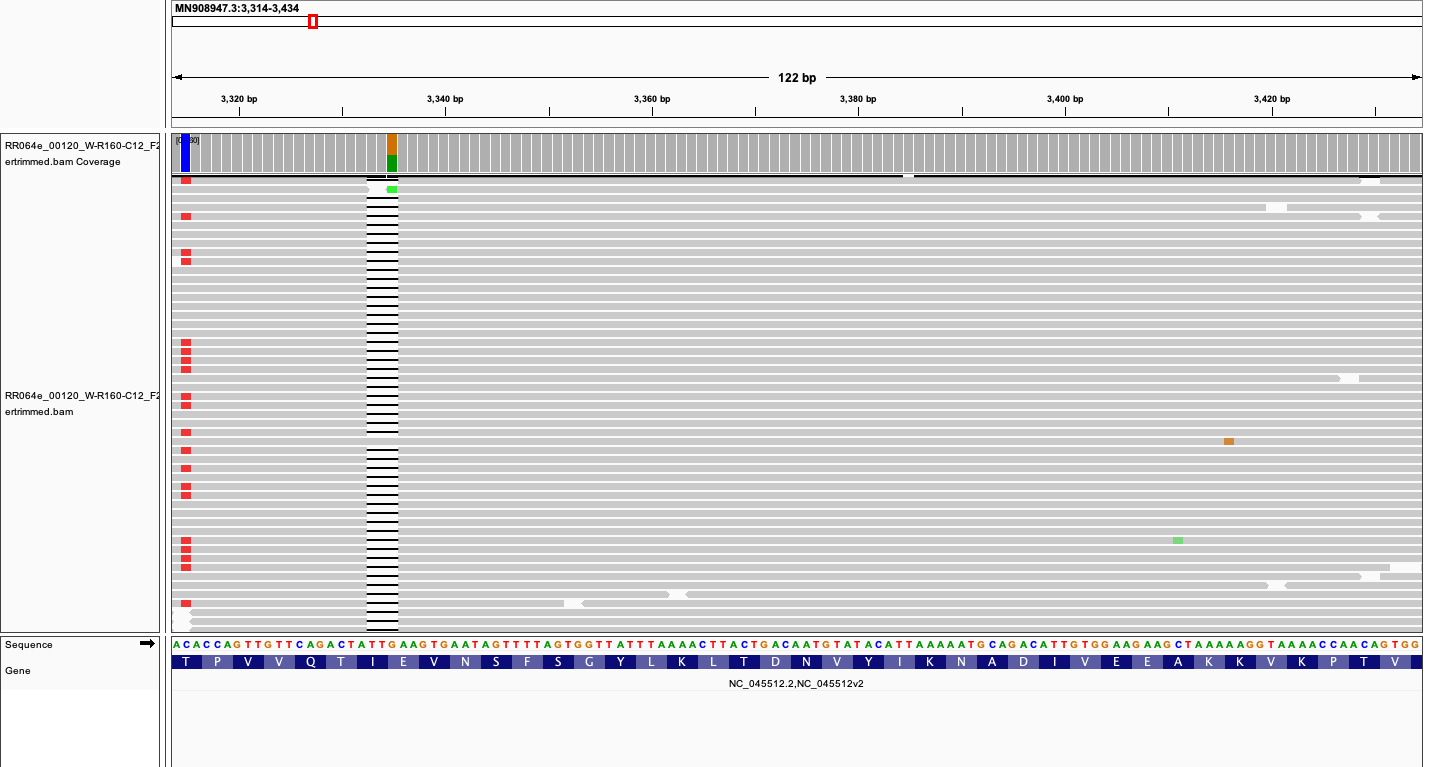 MN908947.3:3,314-3,434
122 bp
3,320 bp 3,340 bp 3,360 bp 3,380 bp 3,400 bp 3,420 bp
RR064e_00120_W-R160-C12_F2
ertrimmed.bam Coverage
RR064e_00120_W-R160-C12_F2
ertrimmed.bam
Sequence
ACACCAGTTGTTCAGACTATTGAAGTGAATAGTTTTAGTGGTTATTTAAAACTTACTGACAATGTATACATTAAAAATGCAGACATTGTGGAAGAAGCTAAAAAGGTAAAACCAACAGTGG
Gene
T P V V Q T I E V N S F S G Y L K L T D N V Y I K N A D I V E E A K K V K P T V
NC_045512.2,NC_045512v2